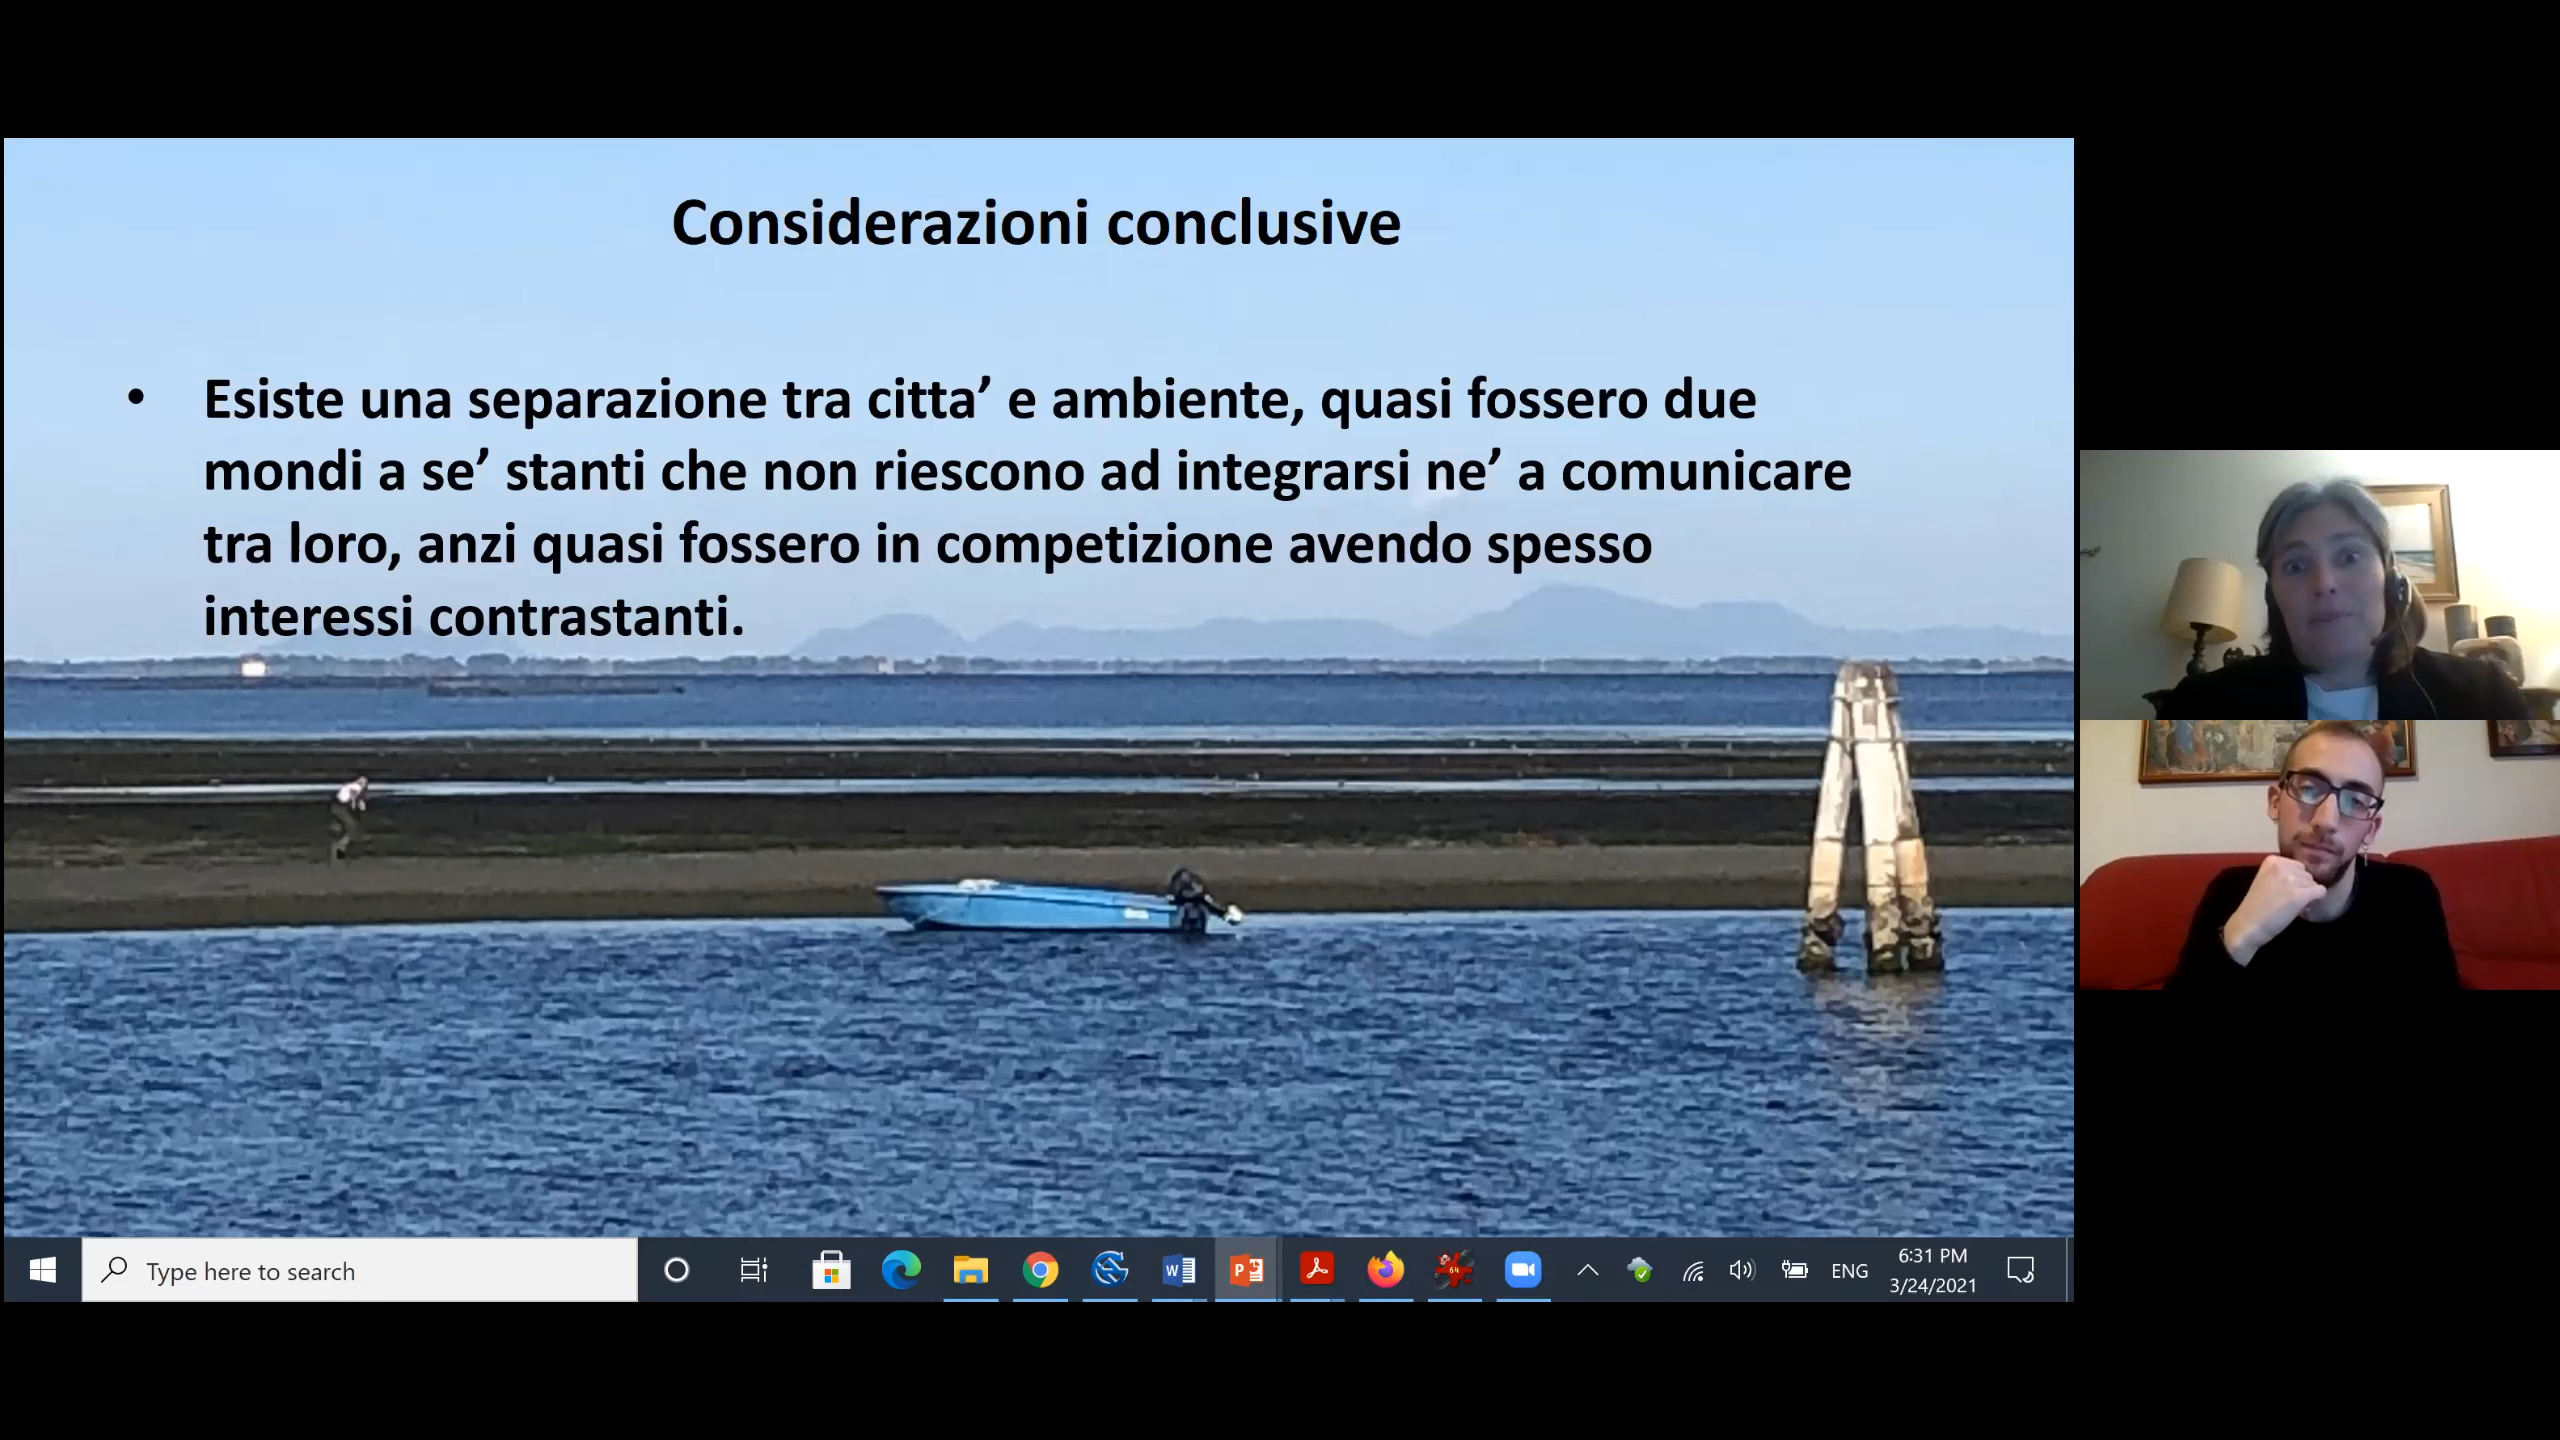 Considerazioni conclusive
• Esiste una separazione tra citta’ e ambiente, quasi fossero due
mondi a se’ stanti che non riescono ad integrarsi ne’ a comunicare
tra loro, anzi quasi fossero in competizione avendo spesso
interessi contrastanti.
Type here to search
W
P
64
ENG
6:31 PM
3/24/2021